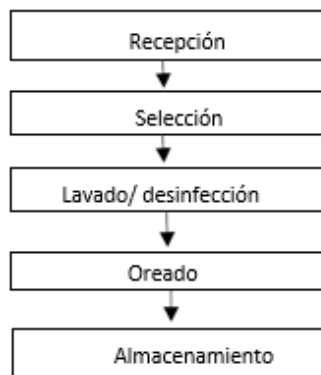 Recepción
Selección
Lavado/ desinfección
Oreado
Almacenamiento